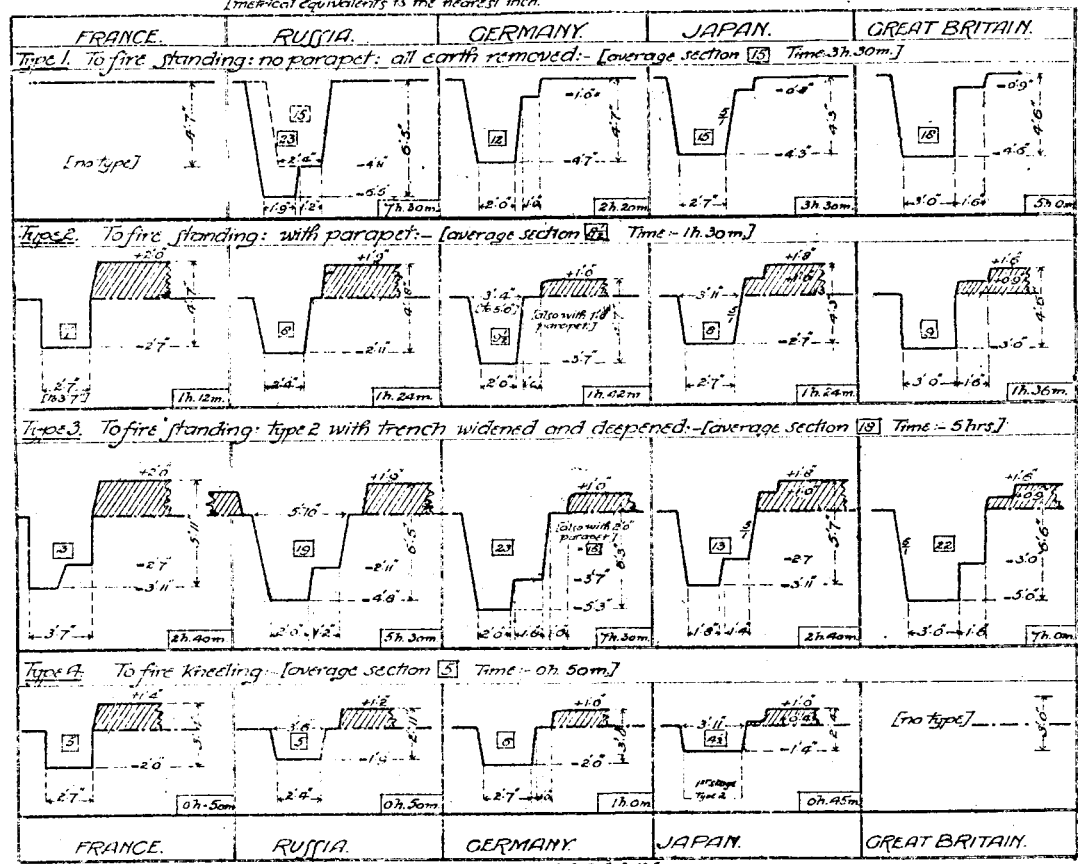 [metrical equivalents to the nearest inch.
FRANCE. RUSSIA. GERMANY. JAPAN. GREAT BRITAIN.
Type 1. To fire standing: no parapet: all earth removed:- [average section 15 Time:3h.30m.]
[no type] 4'.7"
15 23 2'.4" -4'.11" -6'.5" 6'.5" 1'.9" 1'.2" 7h.30m.
12 -1'.0" -4'.7" 4'.7" 2'.0" 2h.20m.
15 -0'.8" -4'.3" 4'.3" 2'.7" 3h.30m.
18 -0'.9" -4'.6" 4'.6" 3'.0" 1'.6" 5h.0m.
Type 2. To fire standing: with parapet:- [average section Time:- 1h.30m.]
+2'.0" 4'.7" -2'.7" 2'.7" 1h.12m.
+1'.9" 4'.8" 8 -2'.11" 2'.4" 1h.24m.
+1'.0" 3'.4" [also with parapet.] -3'.7" 2'.0" 1h.42m.
+1'.8" +1'.0" 3'.11" 8 4'.3" -2'.7" 2'.7" 1h.24m.
+1'.6" +0'.9" 4'.6" 9 -3'.0" 3'.0" 1'.6" 1h.36m.
Type 3. To fire standing: type 2 with trench widened and deepened:-[average section 19 Time:- 5hrs.]
+2'.0" 5'.11" 3 -2'.7" -3'.11" 3'.7" 2h.40m.
+1'.9" 5'.10" 6'.5" 19 -2'.11" -4'.8" 2'.0" 1'.2" 5h.30m.
+1'.0" [also with 2'.0" parapet] 23 6'.3" -3'.7" -5'.3" 2'.0" 1'.6" 7h.30m.
+1'.8" +1'.0" 5'.7" 13 -2'.7 -3'.11" 1'.8" 1'.4" 2h.40m.
+1'.6" +0'.9 6'.6" 22 -3'.0 -5'.0" 3'.0" 1'.6 7h.0m.
Type 4. To fire kneeling:- [average section 5 Time:- 0h.50m.]
+1'.4" 5 -2'.0" 2'.7" 0h.50m.
+1'.2" 3'.6" 2'.11" 5 -1'.9" 2'.4" 0h.50m.
+1'.0" 3'.0" 6 -2'.0" 2'.7" 1h.0m.
+1'.0" +0'.4" 3'.11" 4½ 2'.4" -1'.4" 1st stage Type 2 0h.45m.
[no type] 3'.0"
FRANCE. RUSSIA. GERMANY. JAPAN. GREAT BRITAIN.